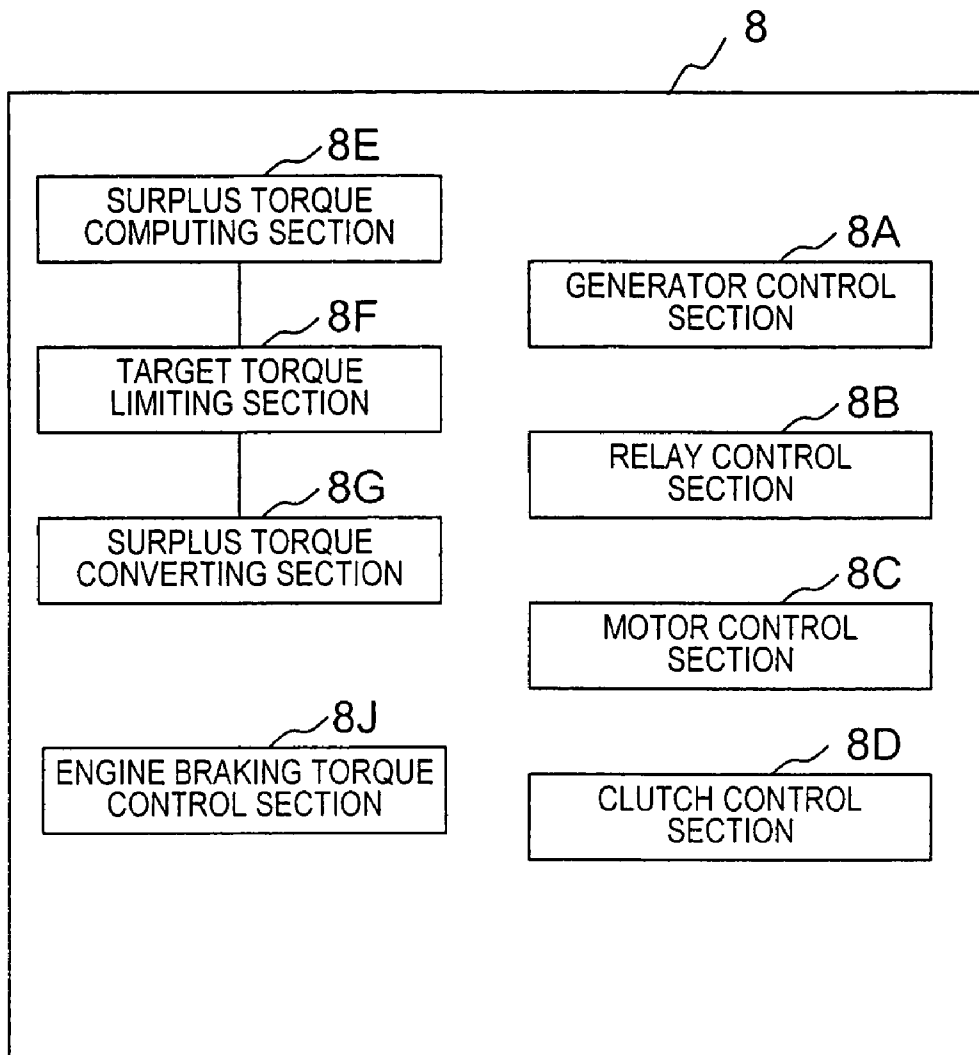 8
8E
SURPLUS TORQUE
COMPUTING SECTION
8F
TARGET TORQUE
LIMITING SECTION
8G
SURPLUS TORQUE
CONVERTING SECTION
8J
ENGINE BRAKING TORQUE
CONTROL SECTION
8A
GENERATOR CONTROL
SECTION
8B
RELAY CONTROL
SECTION
8C
MOTOR CONTROL
SECTION
8D
CLUTCH CONTROL
SECTION